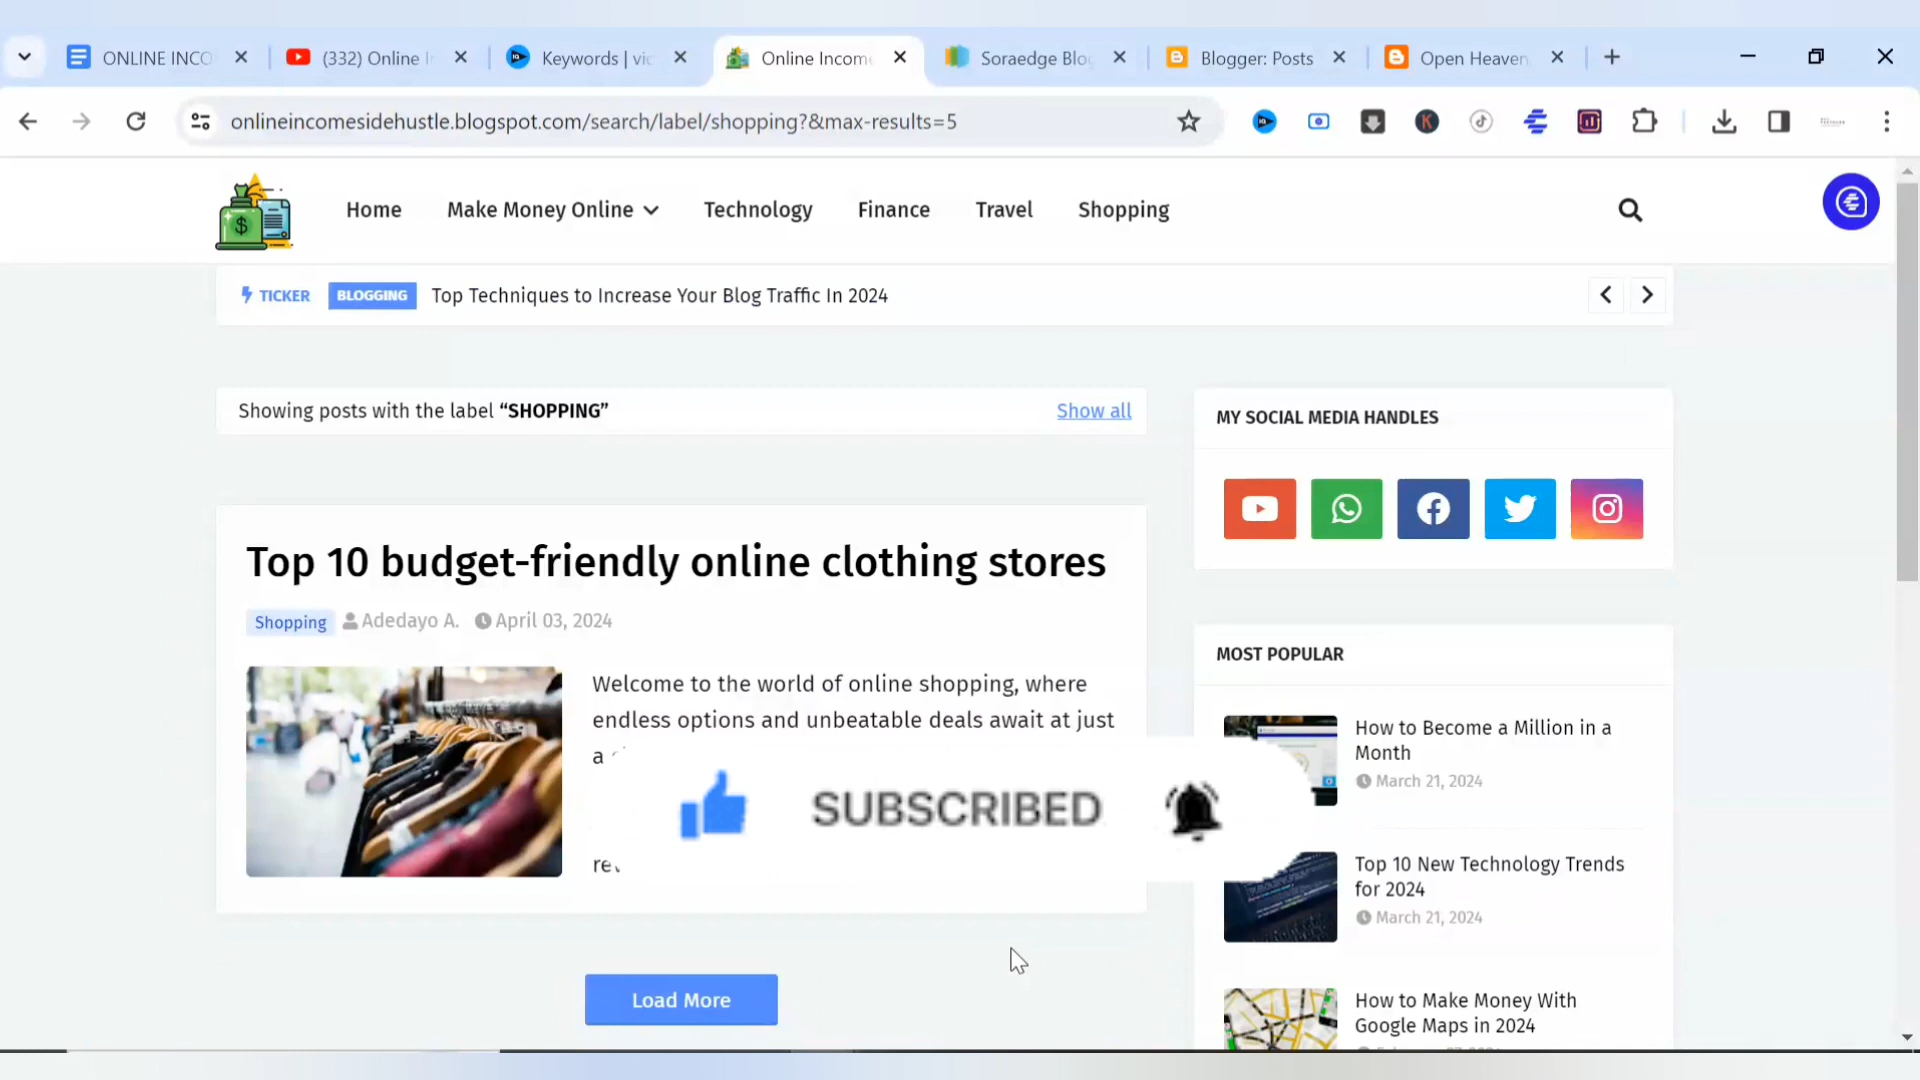 ONLINE INCO
(332) Online I
Keywords | vi
Online Incom
Soraedge Blo
Blogger: Posts
Open Heaven
onlineincomesidehustle.blogspot.com/search/label/shopping?&max-results=5
Home
Make Money Online
Technology
Finance
Travel
Shopping
TICKER
BLOGGING
Top Techniques to Increase Your Blog Traffic In 2024
Showing posts with the label “SHOPPING”
Show all
MY SOCIAL MEDIA HANDLES
Top 10 budget-friendly online clothing stores
Shopping
Adedayo A.
April 03, 2024
Welcome to the world of online shopping, where
endless options and unbeatable deals await at just
a
SUBSCRIBED
Load More
MOST POPULAR
How to Become a Million in a
Month
March 21, 2024
Top 10 New Technology Trends
for 2024
March 21, 2024
How to Make Money With
Google Maps in 2024